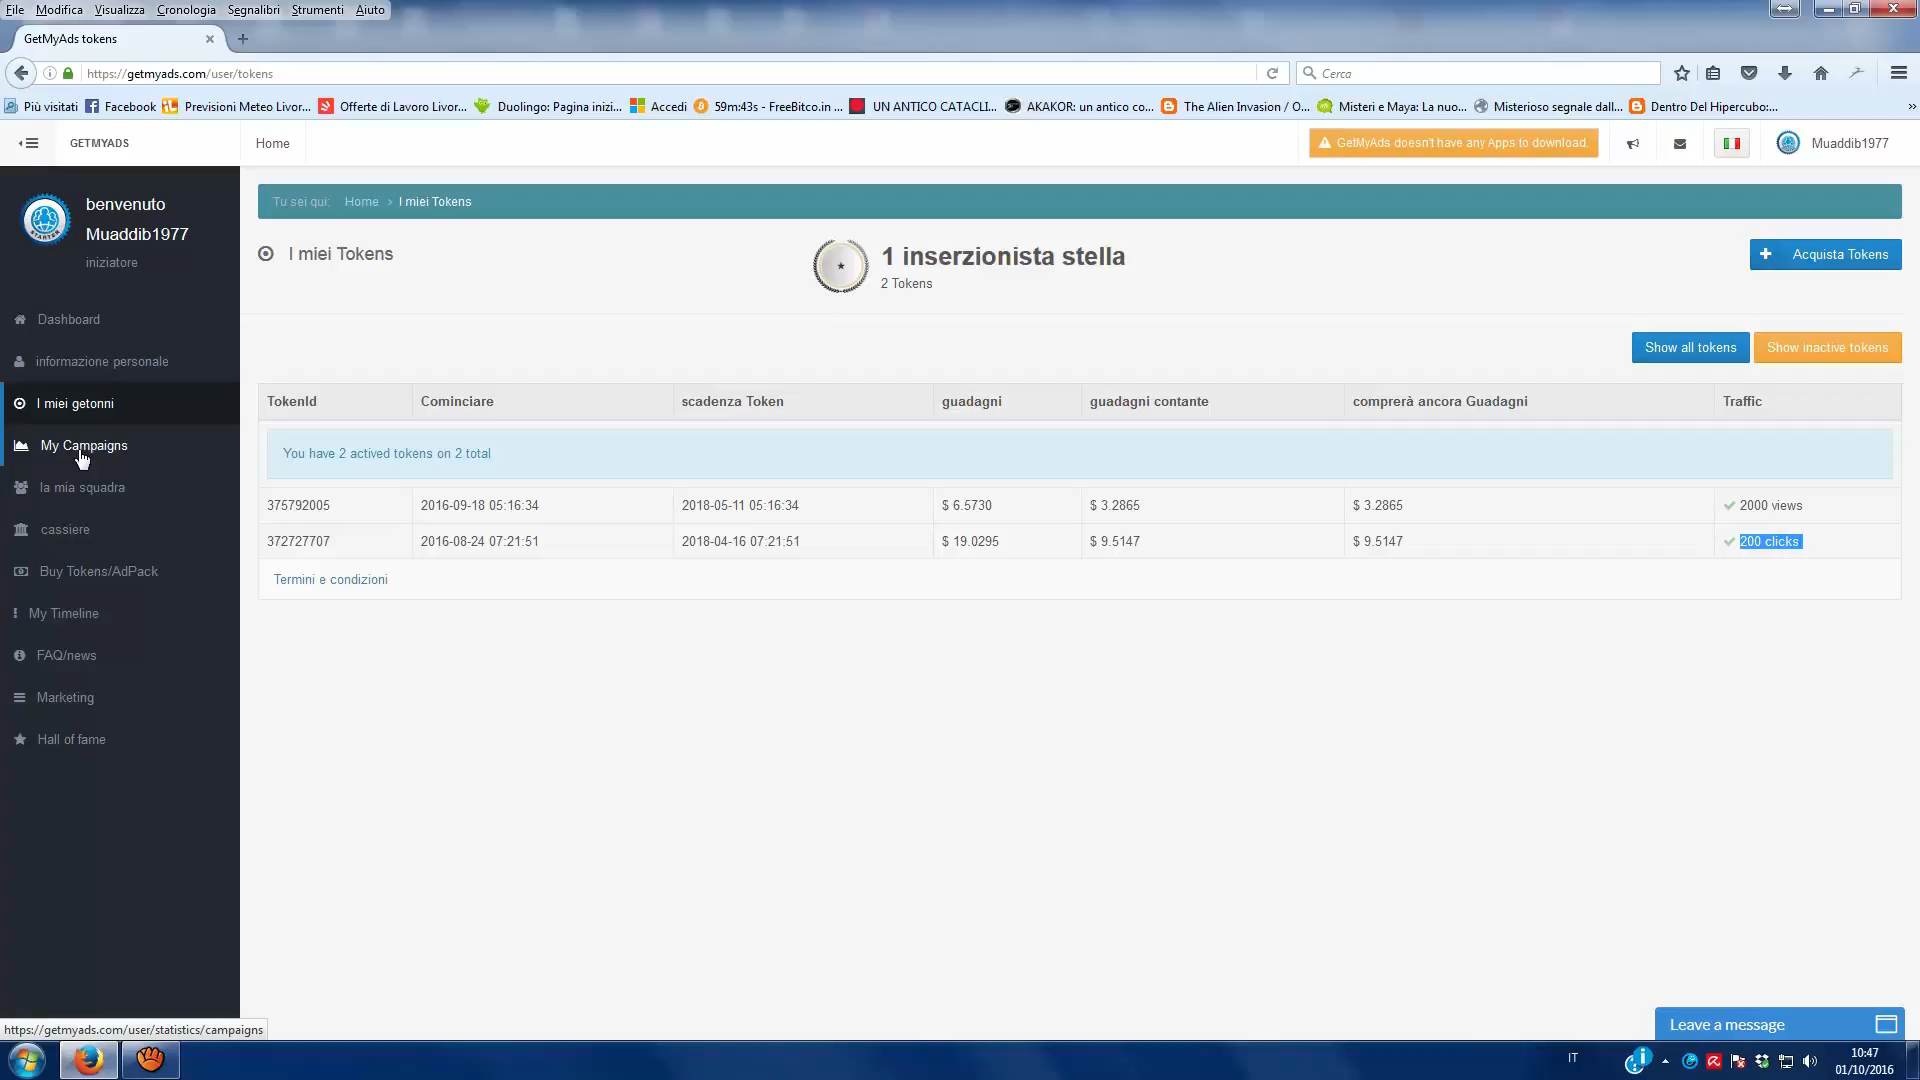 File Modifica Visualizza Cronologia Segnalibri Strumenti Aiuto
GetMyAds tokens
https://getmyads.com/user/tokens
Cerca
Più visitati Facebook Previsioni Meteo Livor... Offerte di Lavoro Livor... Duolingo: Pagina inizi... Accedi 59m:43s - FreeBitco.in ... UN ANTICO CATACLI... AKAKOR: un antico co... The Alien Invasion / O... Misteri e Maya: La nuo... Misterioso segnale dall... Dentro Del Hipercubo:... »
GETMYADS
Home
GetMyAds doesn't have any Apps to download.
Muaddib1977
benvenuto
Muaddib1977
iniziatore
Tu sei qui: Home › I miei Tokens
I miei Tokens
1 inserzionista stella
2 Tokens
Acquista Tokens
Dashboard
informazione personale
I miei getonni
My Campaigns
la mia squadra
cassiere
Buy Tokens/AdPack
My Timeline
FAQ/news
Marketing
Hall of fame
Show all tokens
Show inactive tokens
TokenId Cominciare scadenza Token guadagni guadagni contante comprerà ancora Guadagni Traffic
You have 2 actived tokens on 2 total
375792005 2016-09-18 05:16:34 2018-05-11 05:16:34 $ 6.5730 $ 3.2865 $ 3.2865 2000 views
372727707 2016-08-24 07:21:51 2018-04-16 07:21:51 $ 19.0295 $ 9.5147 $ 9.5147 200 clicks
Termini e condizioni
https://getmyads.com/user/statistics/campaigns
Leave a message
IT
10:47
01/10/2016